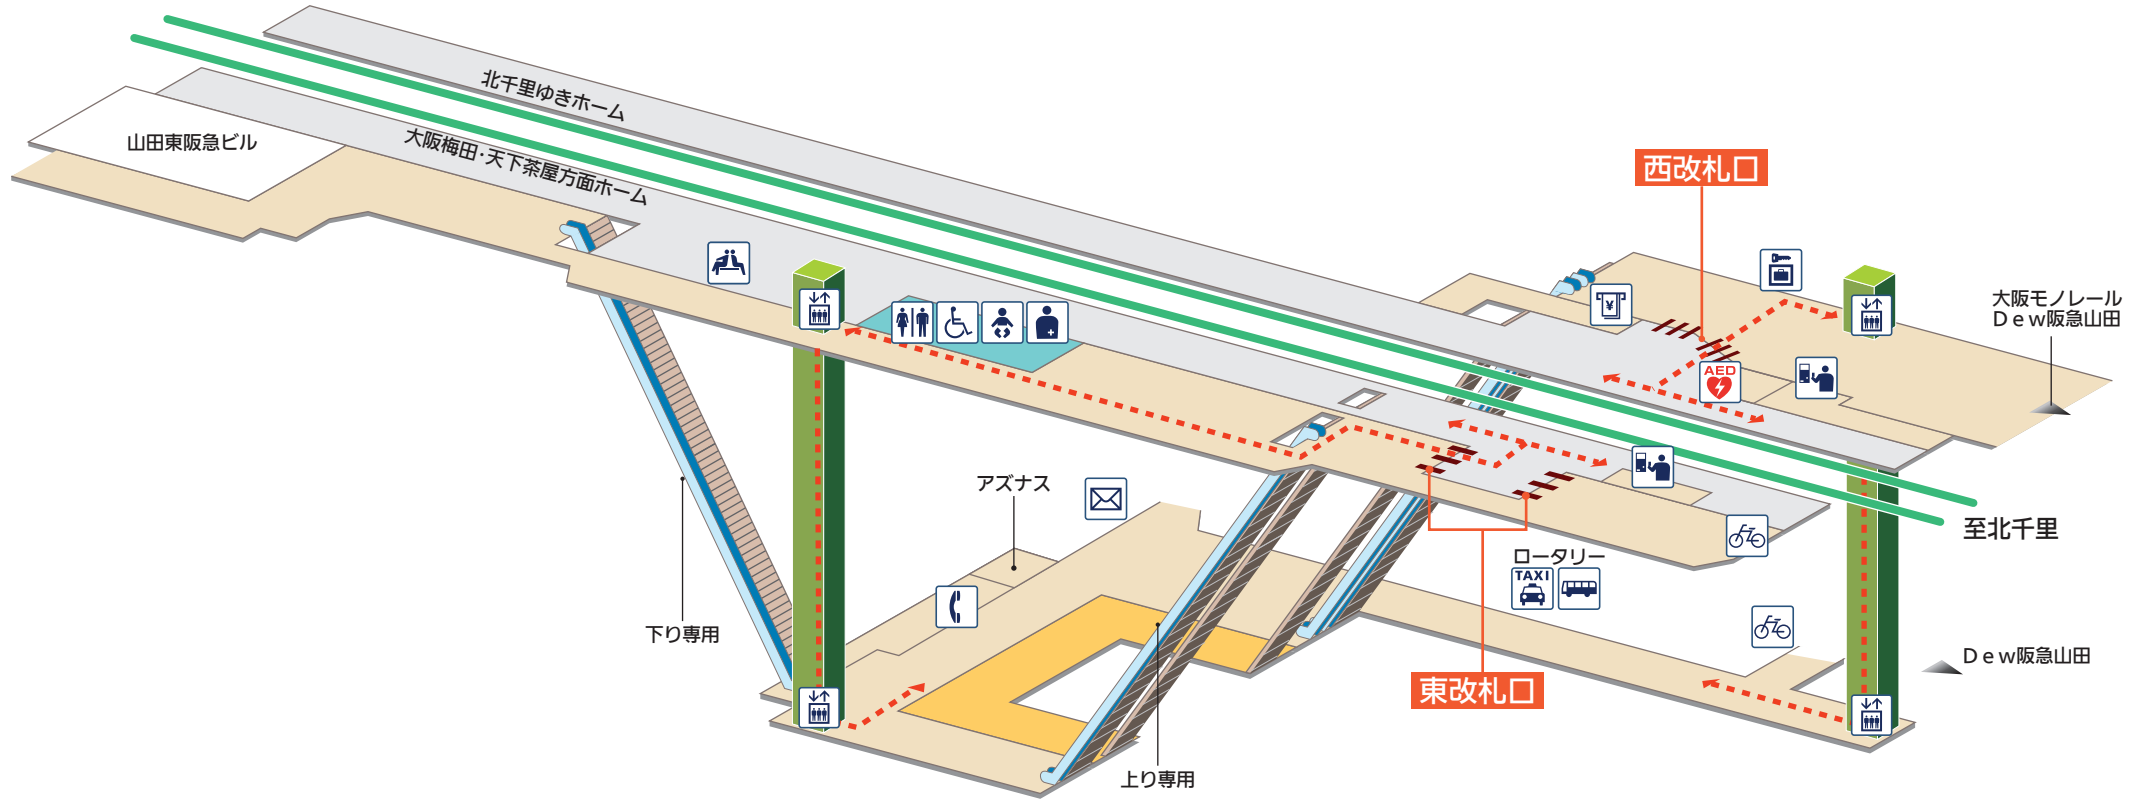 北千里ゆきホーム
山田東阪急ビル
大阪梅田・天下茶屋方面ホーム
西改札口
大阪モノレール
Ｄｅｗ阪急山田
¥
AED
アズナス
至北千里
ロータリー
TAXI
下り専用
Ｄｅｗ阪急山田
東改札口
上り専用